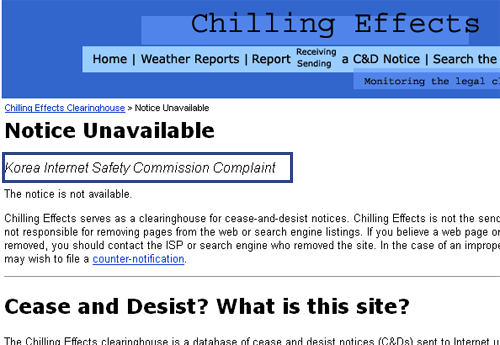 Chilling Effects
Home | Weather Reports | Report Receiving Sending a C&D Notice | Search the
Monitoring the legal
Chilling Effects Clearinghouse » Notice Unavailable
Notice Unavailable
Korea Internet Safety Commission Complaint
The notice is not available.
Chilling Effects serves as a clearinghouse for cease-and-desist notices. Chilling Effects is not the
not responsible for removing pages from the web or search engine listings. If you believe a web page or
removed, you should contact the ISP or search engine who removed the site. In the case of an
may wish to file a counter-notification.
Cease and Desist? What is this site?
The Chilling Effects clearinghouse is a database of cease and desist notices (C&Ds) sent to Internet